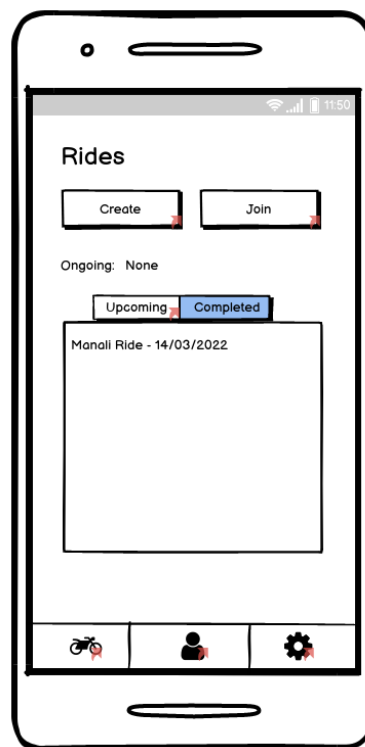 11:50
Rides
Create Join
Ongoing: None
Upcoming Completed
Manali Ride - 14/03/2022